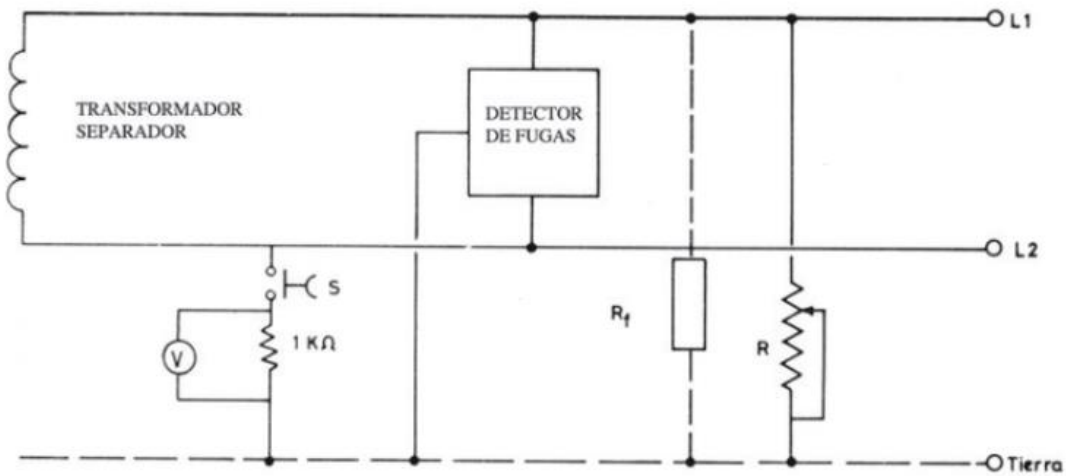 L1
TRANSFORMADOR
SEPARADOR
DETECTOR
DE FUGAS
L2
S
Rf
1 KΩ
V
R
Tierra